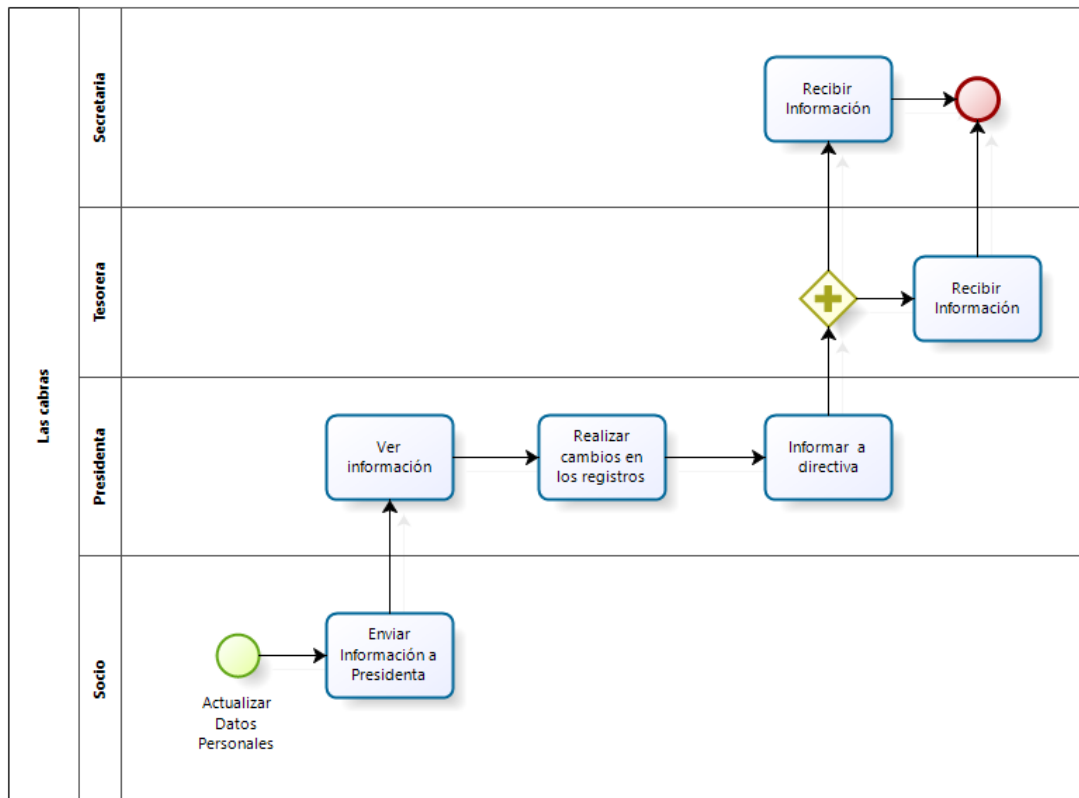 Las cabras
Secretaria
Recibir
Información
Tesorera
Recibir
Información
Presidenta
Ver
información
Realizar
cambios en
los registros
Informar a
directiva
Socio
Enviar
Información a
Presidenta
Actualizar
Datos
Personales